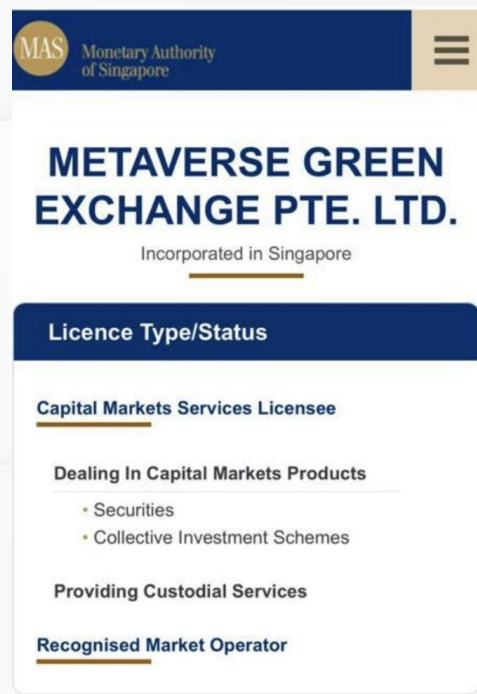 MAS
Monetary Authority
of Singapore
METAVERSE GREEN
EXCHANGE PTE. LTD.
Incorporated in Singapore
Licence Type/Status
Capital Markets Services Licensee
Dealing In Capital Markets Products
• Securities
• Collective Investment Schemes
Providing Custodial Services
Recognised Market Operator